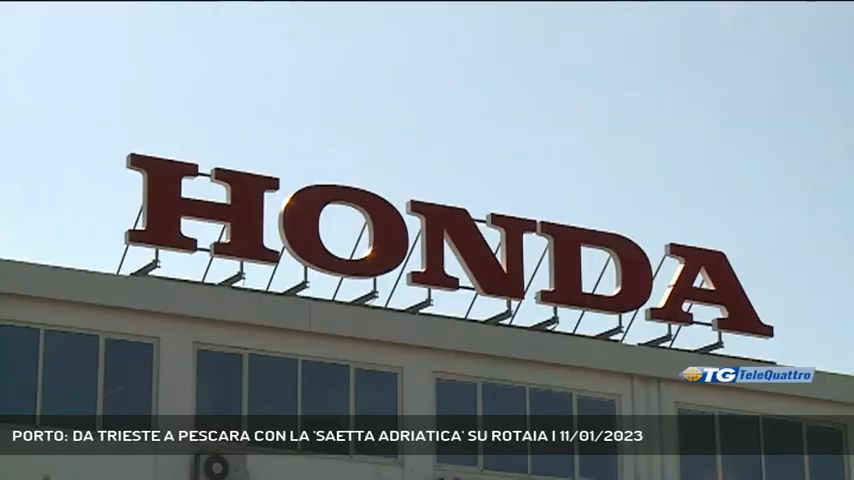 HONDA
TG TeleQuattro
PORTO: DA TRIESTE A PESCARA CON LA 'SAETTA ADRIATICA' SU ROTAIA | 11/01/2023